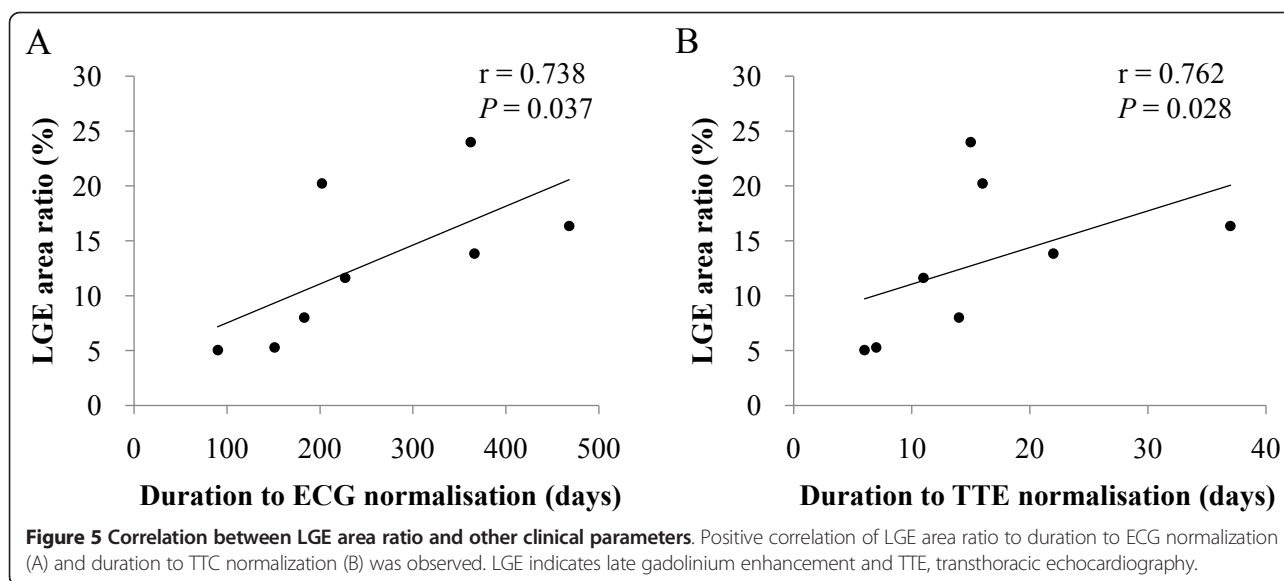 A
r = 0.738
P = 0.037
30
25
20
15
10
5
0
LGE area ratio (%)
0 100 200 300 400 500
Duration to ECG normalisation (days)
B
r = 0.762
P = 0.028
30
25
20
15
10
5
0
LGE area ratio (%)
0 10 20 30 40
Duration to TTE normalisation (days)
Figure 5 Correlation between LGE area ratio and other clinical parameters. Positive correlation of LGE area ratio to duration to ECG normalization
(A) and duration to TTC normalization (B) was observed. LGE indicates late gadolinium enhancement and TTE, transthoracic echocardiography.